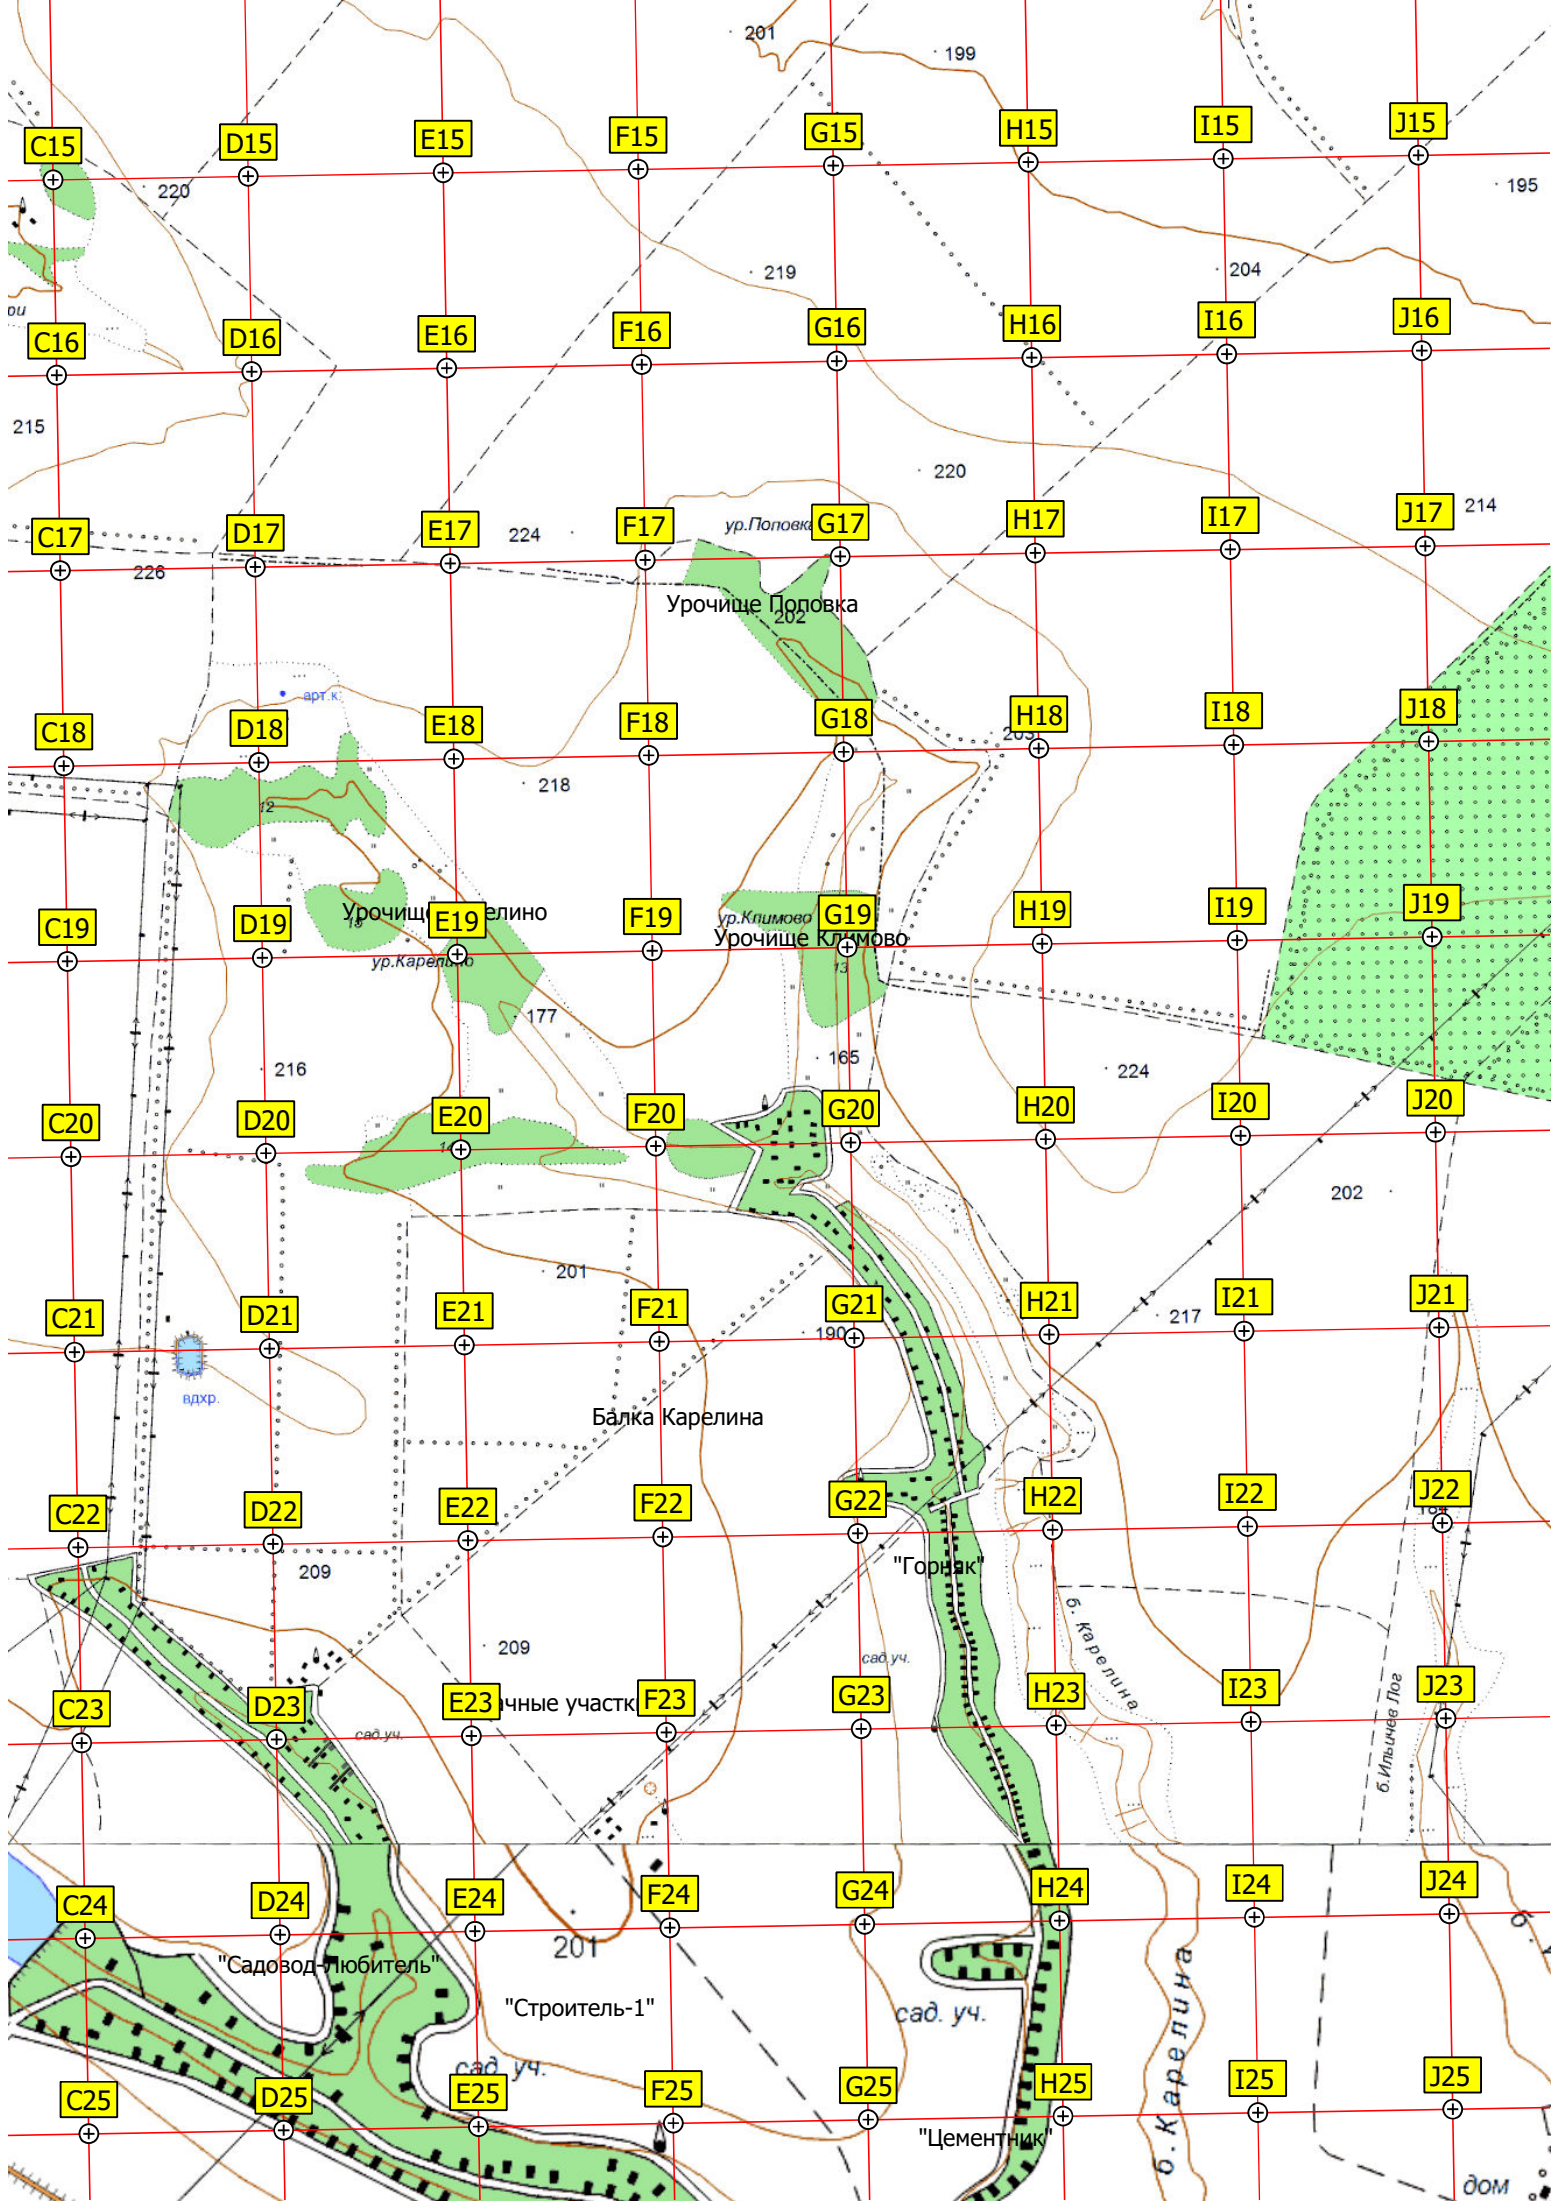 201
199
C15
D15
E15
F15
G15
H15
I15
J15
220
195
219
204
ри
C16
D16
E16
F16
G16
H16
I16
J16
215
220
214
C17
D17
224
E17
F17
ур.Поповка
G17
H17
I17
J17
226
Урочище Поповка
202
арт.к.
C18
D18
E18
F18
G18
H18
I18
J18
218
12
C19
D19
E19
F19
ур.Климово
G19
H19
I19
J19
Урочище Климово
ур.Карелино
13
177
216
165
224
C20
D20
E20
F20
G20
H20
I20
J20
202
201
C21
D21
E21
F21
G21
H21
I21
J21
190
217
вдхр.
Балка Карелина
C22
D22
E22
F22
G22
H22
I22
J22
209
"Горняк"
209
б. Карелина
сад.уч.
б.Ильичев Лог
C23
D23
E23
F23
G23
H23
I23
J23
сад.уч.
C24
D24
E24
F24
G24
H24
I24
J24
201
"Садовод-Любитель"
"Строитель-1"
сад. уч.
б. Карелина
сад. уч.
C25
D25
E25
F25
G25
H25
I25
J25
"Цементник"
дом